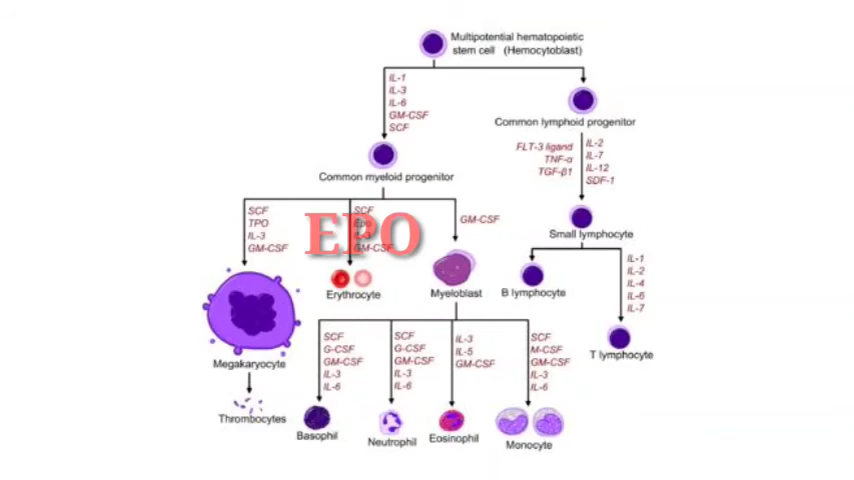 Multipotential hematopoietic
stem cell (Hemocytoblast)
IL-1
IL-3
IL-6
GM-CSF
SCF
Common lymphoid progenitor
FLT-3 ligand
TNF-α
TGF-β1
IL-2
IL-7
IL-12
SDF-1
Common myeloid progenitor
SCF
TPO
IL-3
GM-CSF
SCF
Epo
GM-CSF
EPO
GM-CSF
Small lymphocyte
Erythrocyte
Myeloblast
B lymphocyte
IL-1
IL-2
IL-4
IL-6
IL-7
T lymphocyte
Megakaryocyte
Thrombocytes
SCF
G-CSF
GM-CSF
IL-3
IL-6
SCF
G-CSF
GM-CSF
IL-3
IL-6
IL-3
IL-5
GM-CSF
SCF
M-CSF
GM-CSF
IL-3
IL-6
Basophil
Neutrophil
Eosinophil
Monocyte